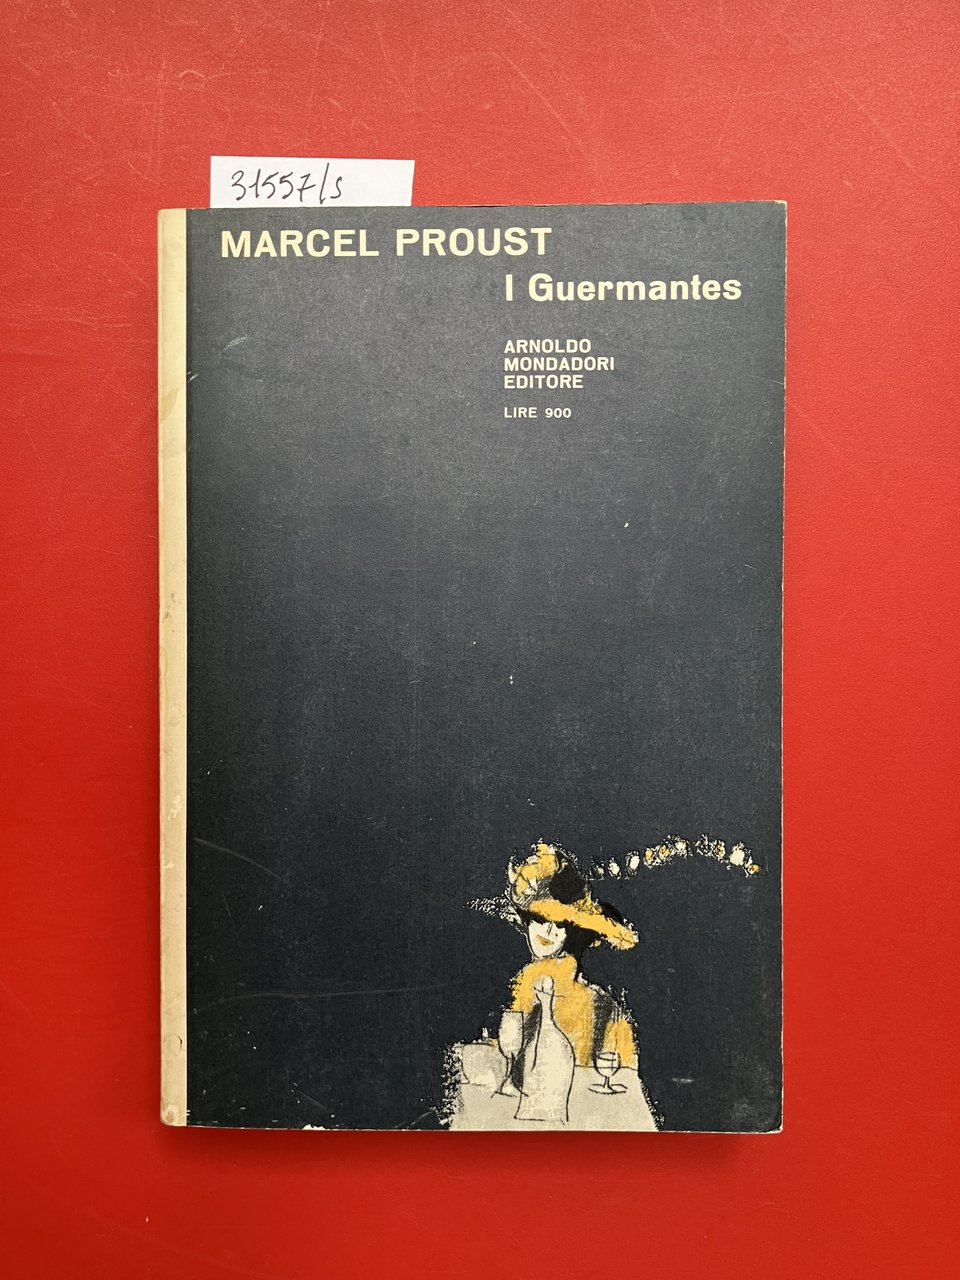 31557/s
MARCEL PROUST
I Guermantes
ARNOLDO
MONDADORI
EDITORE
LIRE 900